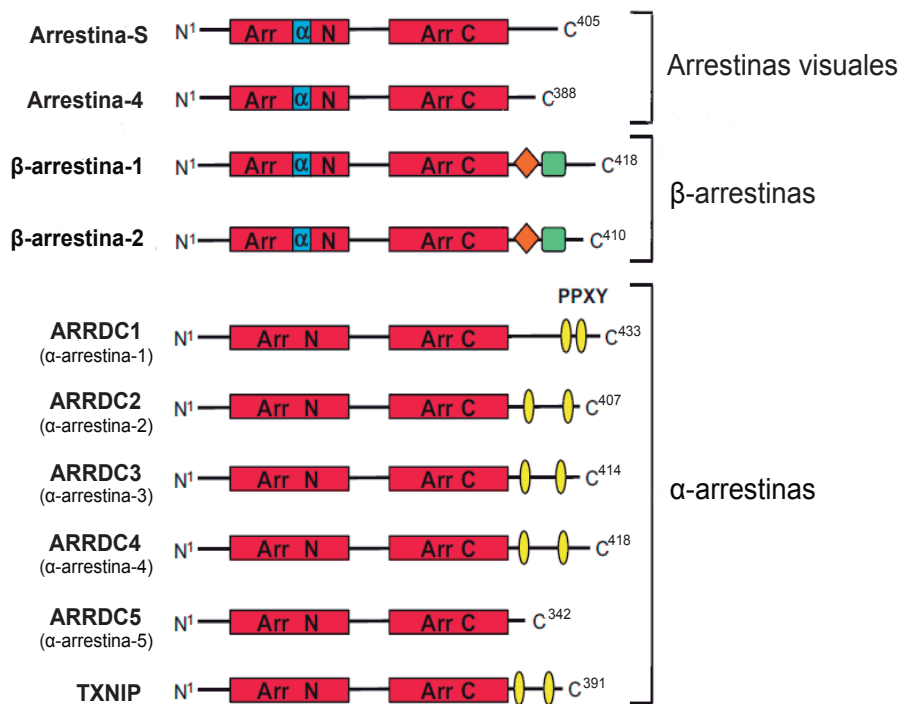 Arrestina-S N¹ Arr α N Arr C C⁴⁰⁵
Arrestina-4 N¹ Arr α N Arr C C³⁸⁸
Arrestinas visuales
β-arrestina-1 N¹ Arr α N Arr C C⁴¹⁸
β-arrestina-2 N¹ Arr α N Arr C C⁴¹⁰
β-arrestinas
PPXY
ARRDC1 N¹ Arr N Arr C C⁴³³
(α-arrestina-1)
ARRDC2 N¹ Arr N Arr C C⁴⁰⁷
(α-arrestina-2)
ARRDC3 N¹ Arr N Arr C C⁴¹⁴
(α-arrestina-3)
α-arrestinas
ARRDC4 N¹ Arr N Arr C C⁴¹⁸
(α-arrestina-4)
ARRDC5 N¹ Arr N Arr C C³⁴²
(α-arrestina-5)
TXNIP N¹ Arr N Arr C C³⁹¹